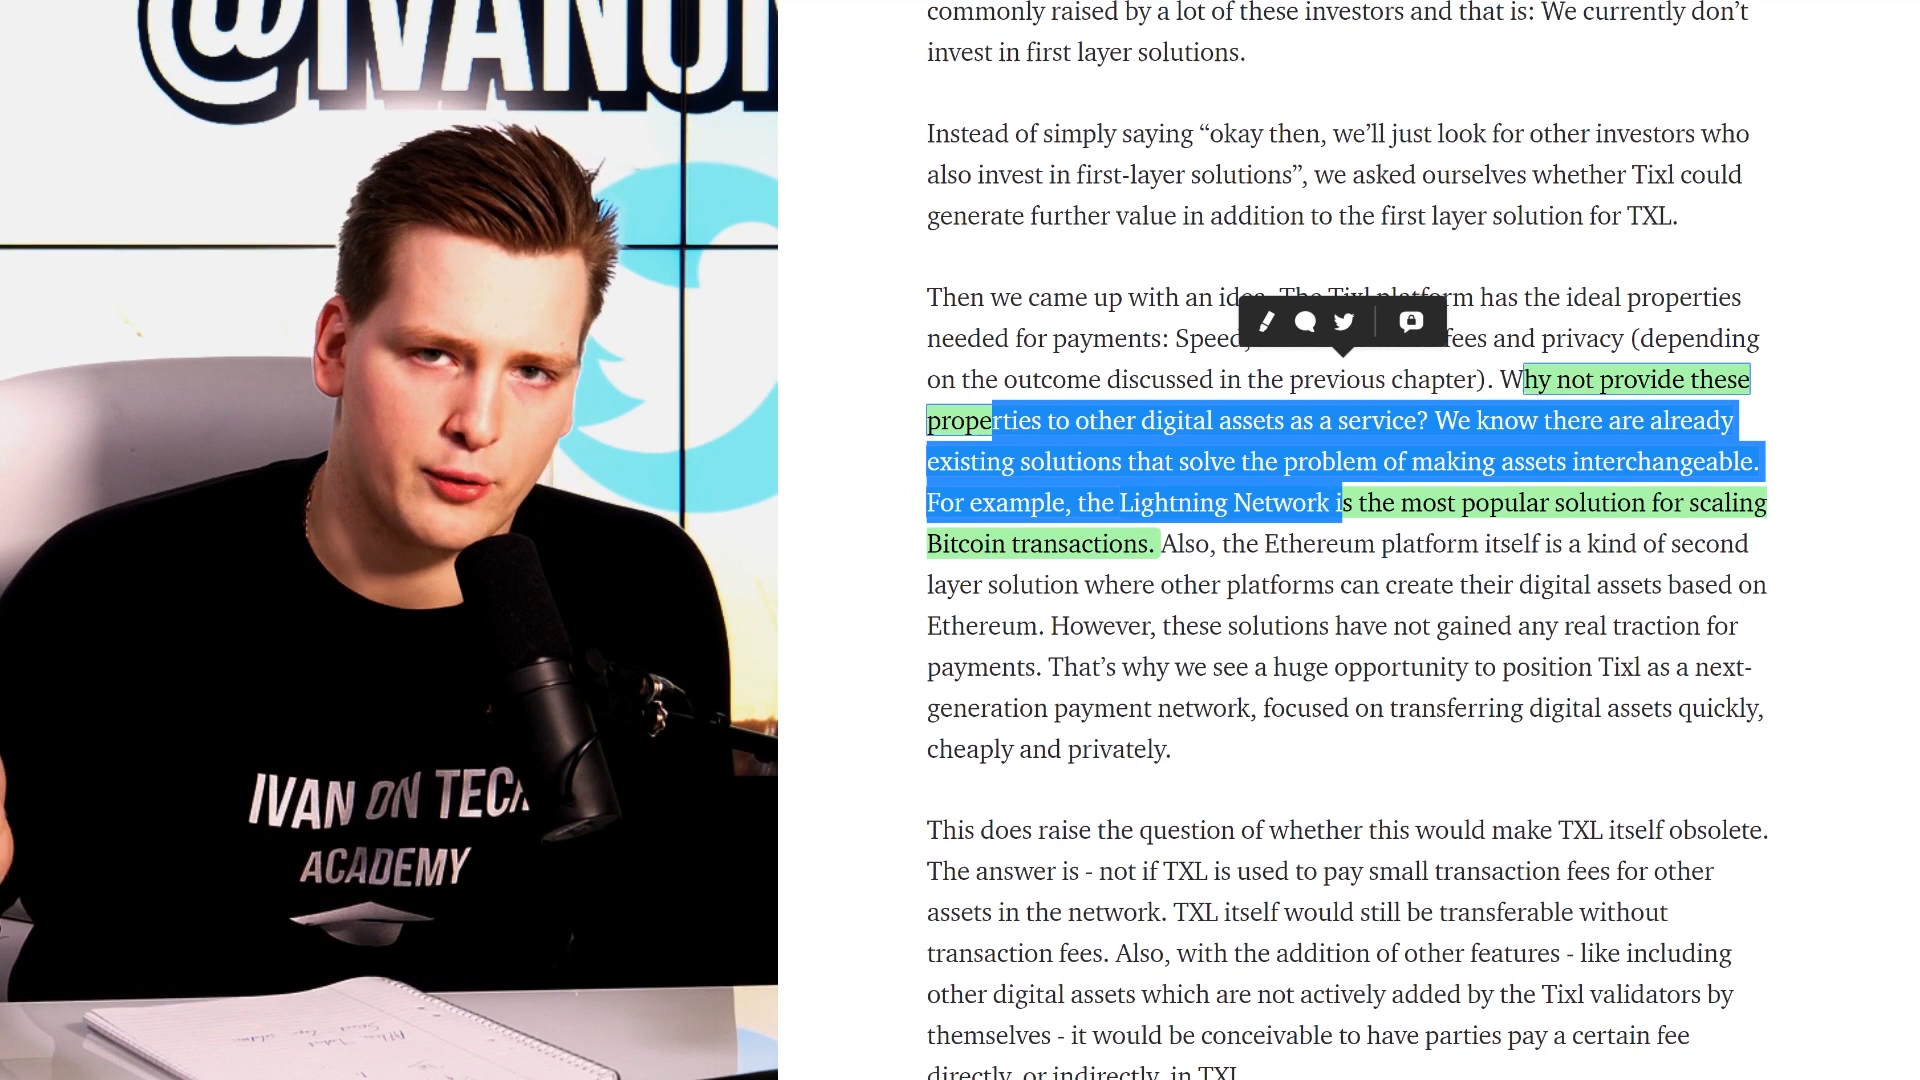 @IVANON
IVAN ON TECH
ACADEMY
commonly raised by a lot of these investors and that is: We currently don’t
invest in first layer solutions.
Instead of simply saying “okay then, we’ll just look for other investors who
also invest in first-layer solutions”, we asked ourselves whether Tixl could
generate further value in addition to the first layer solution for TXL.
Then we came up with an idea. The Tixl platform has the ideal properties
needed for payments: Speed, fees and privacy (depending
on the outcome discussed in the previous chapter). Why not provide these
properties to other digital assets as a service? We know there are already
existing solutions that solve the problem of making assets interchangeable.
For example, the Lightning Network is the most popular solution for scaling
Bitcoin transactions. Also, the Ethereum platform itself is a kind of second
layer solution where other platforms can create their digital assets based on
Ethereum. However, these solutions have not gained any real traction for
payments. That’s why we see a huge opportunity to position Tixl as a next-
generation payment network, focused on transferring digital assets quickly,
cheaply and privately.
This does raise the question of whether this would make TXL itself obsolete.
The answer is - not if TXL is used to pay small transaction fees for other
assets in the network. TXL itself would still be transferable without
transaction fees. Also, with the addition of other features - like including
other digital assets which are not actively added by the Tixl validators by
themselves - it would be conceivable to have parties pay a certain fee
directly, or indirectly, in TXL